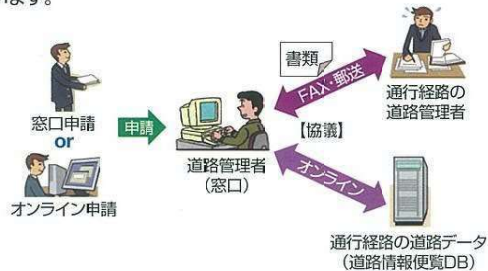 ます。
窓口申請
or
オンライン申請
申請
道路管理者
（窓口）
書類
FAX・郵送
【協議】
オンライン
通行経路の
道路管理者
通行経路の道路データ
（道路情報便覧DB）